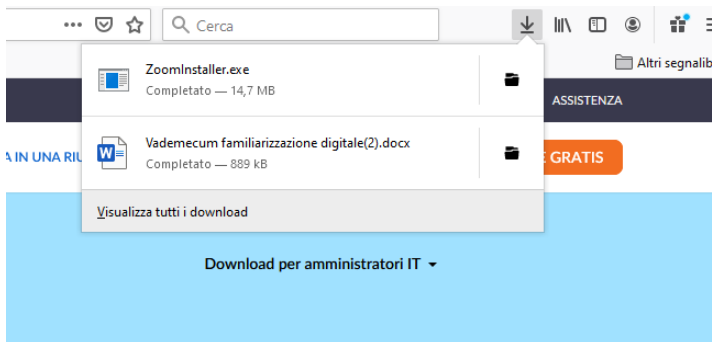 Cerca
Altri segnalib
ZoomInstaller.exe
Completato — 14,7 MB
ASSISTENZA
Vademecum familiarizzazione digitale(2).docx
Completato — 889 kB
A IN UNA RIU
E GRATIS
Visualizza tutti i download
Download per amministratori IT